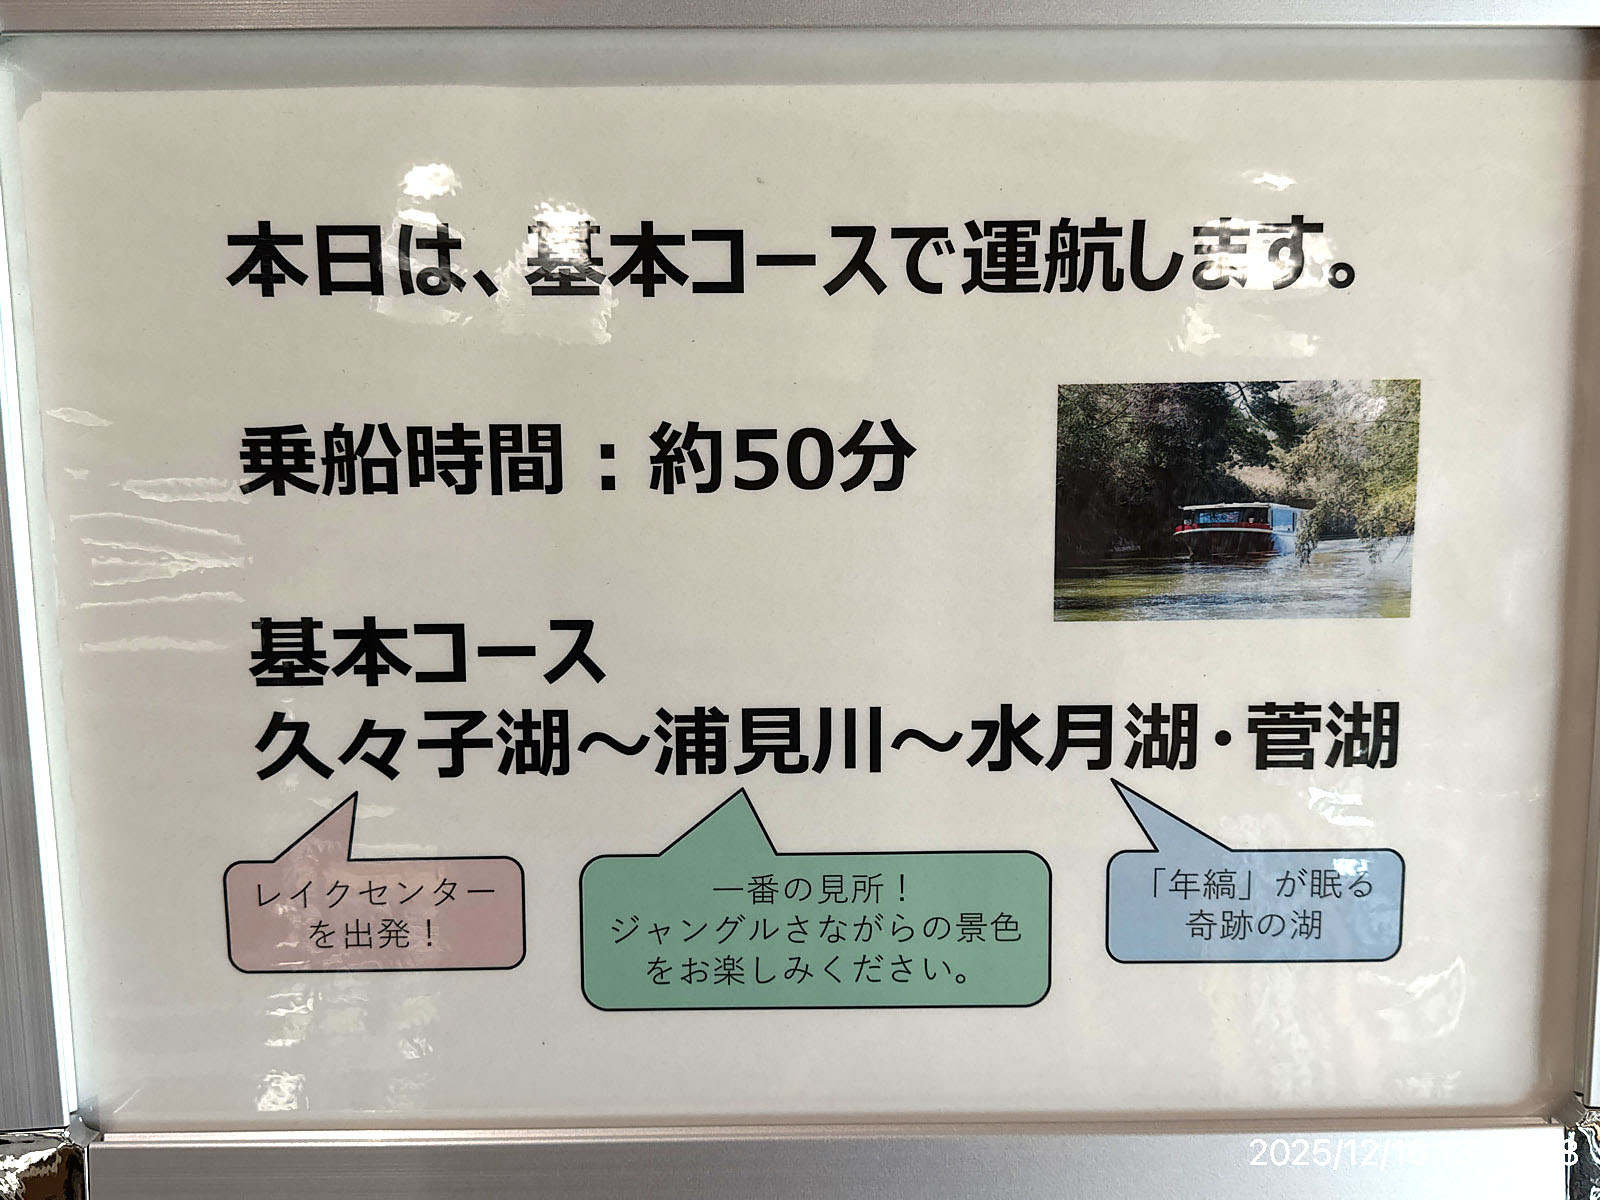 本日は、基本コースで運航します。
乗船時間：約50分
基本コース
久々子湖～浦見川～水月湖・菅湖
レイクセンター
を出発！
一番の見所！
ジャングルさながらの景色
をお楽しみください。
「年縞」が眠る
奇跡の湖
2025/12/1